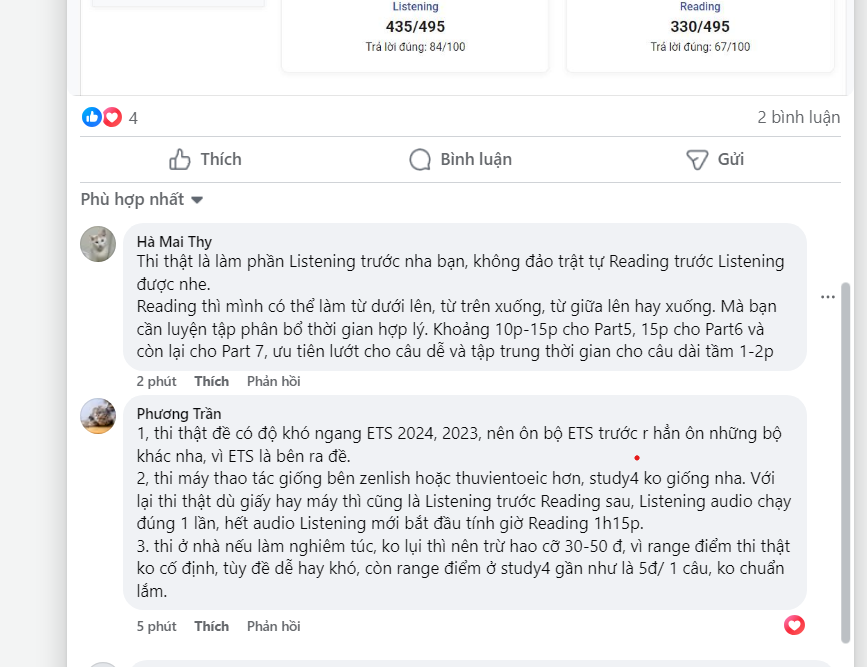 Listening
Reading
435/495
330/495
Trả lời đúng: 84/100
Trả lời đúng: 67/100
4
2 bình luận
Thích
Bình luận
Gửi
Phù hợp nhất
Hà Mai Thy
Thi thật là làm phần Listening trước nha bạn, không đảo trật tự Reading trước Listening
được nhe.
Reading thì mình có thể làm từ dưới lên, từ trên xuống, từ giữa lên hay xuống. Mà bạn
cần luyện tập phân bổ thời gian hợp lý. Khoảng 10p-15p cho Part5, 15p cho Part6 và
còn lại cho Part 7, ưu tiên lướt cho câu dễ và tập trung thời gian cho câu dài tầm 1-2p
2 phút Thích Phản hồi
Phương Trần
1, thi thật đề có độ khó ngang ETS 2024, 2023, nên ôn bộ ETS trước r hẳn ôn những bộ
khác nha, vì ETS là bên ra đề.
2, thi máy thao tác giống bên zenlish hoặc thuvientoeic hơn, study4 ko giống nha. Với
lại thi thật dù giấy hay máy thì cũng là Listening trước Reading sau, Listening audio chạy
đúng 1 lần, hết audio Listening mới bắt đầu tính giờ Reading 1h15p.
3. thi ở nhà nếu làm nghiêm túc, ko lụi thì nên trừ hao cỡ 30-50 đ, vì range điểm thi thật
ko cố định, tùy đề dễ hay khó, còn range điểm ở study4 gần như là 5đ/ 1 câu, ko chuẩn
lắm.
5 phút Thích Phản hồi